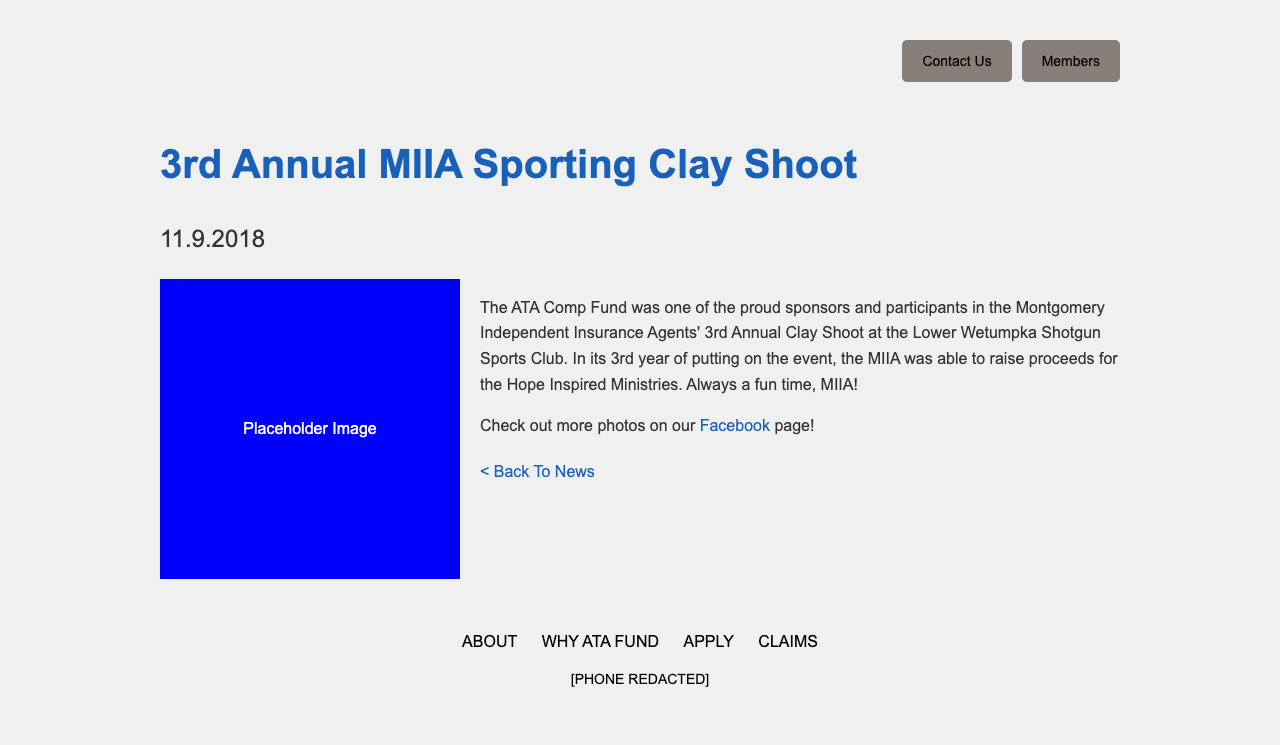 Contact Us
Members
3rd Annual MIIA Sporting Clay Shoot
11.9.2018
Placeholder Image
The ATA Comp Fund was one of the proud sponsors and participants in the Montgomery
Independent Insurance Agents' 3rd Annual Clay Shoot at the Lower Wetumpka Shotgun
Sports Club. In its 3rd year of putting on the event, the MIIA was able to raise proceeds for
the Hope Inspired Ministries. Always a fun time, MIIA!
Check out more photos on our Facebook page!
< Back To News
ABOUT WHY ATA FUND APPLY CLAIMS
[PHONE REDACTED]